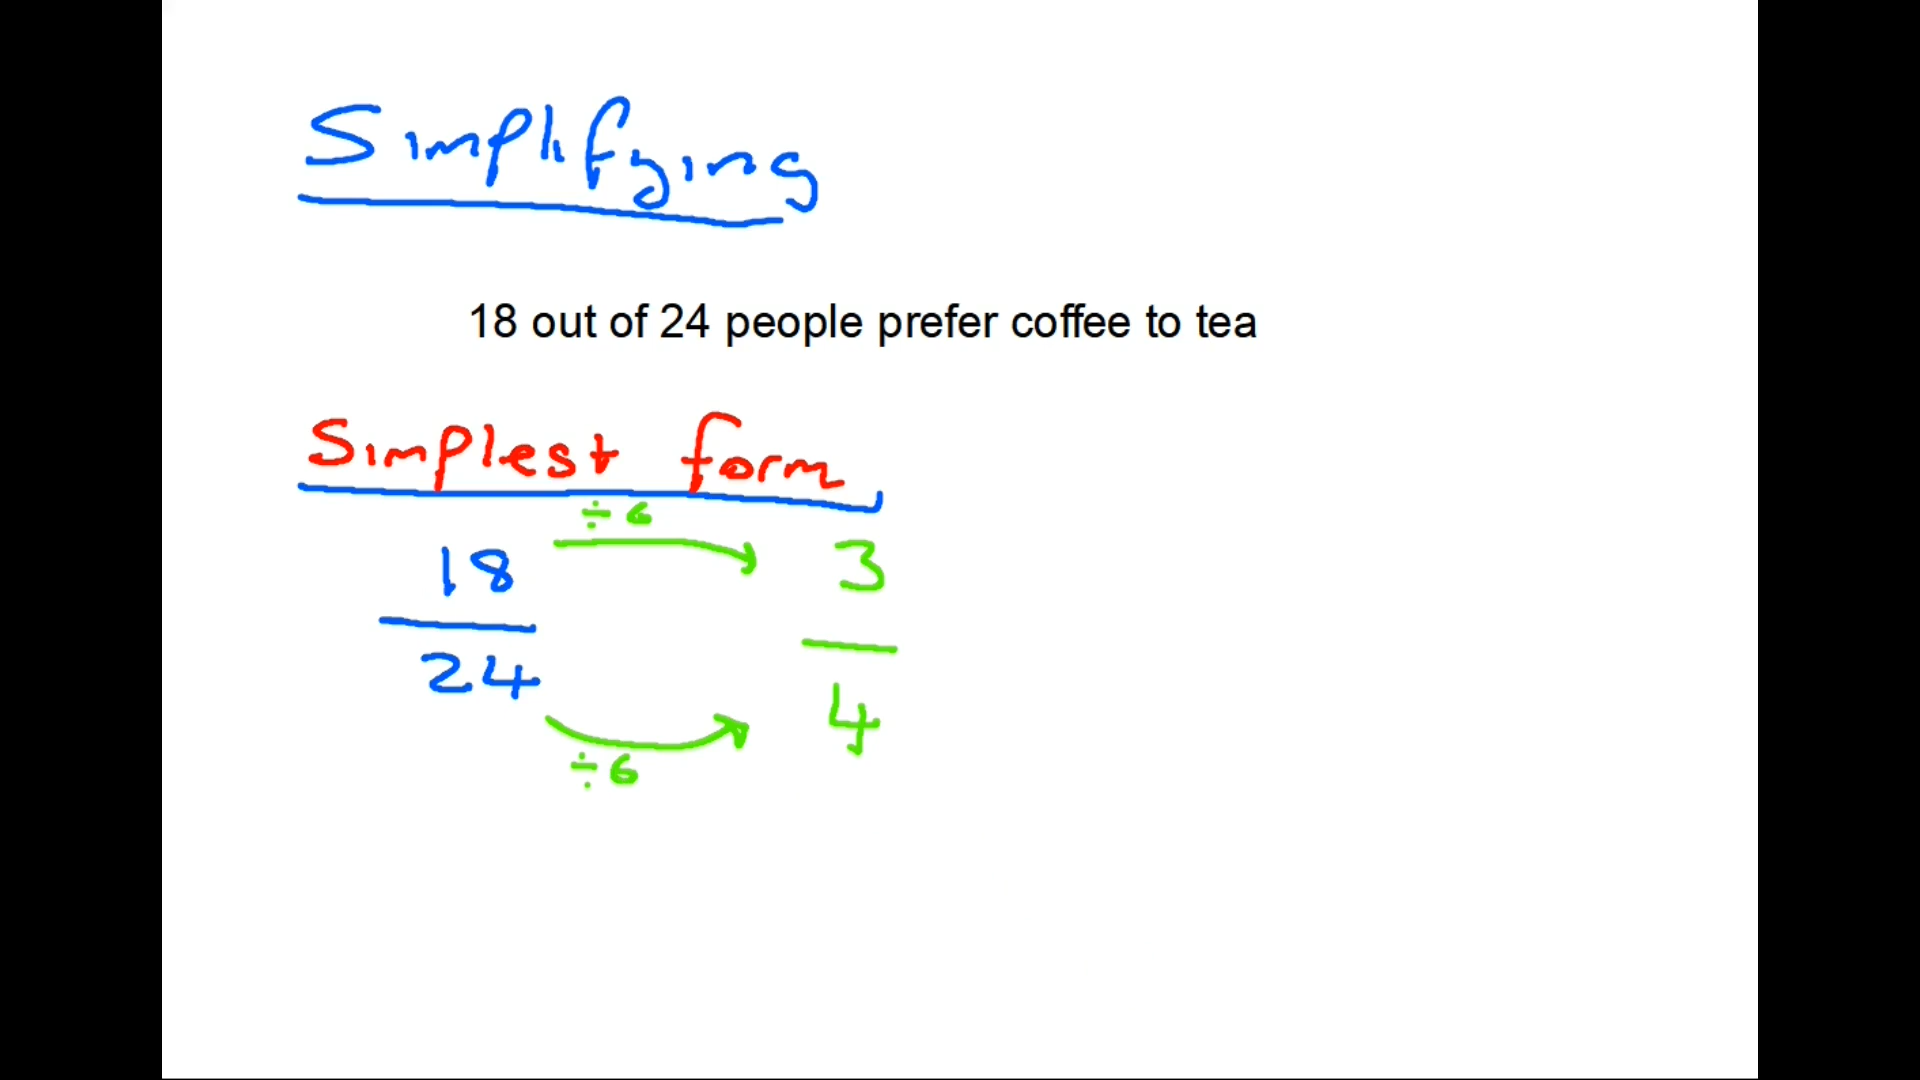 Simplifying
18 out of 24 people prefer coffee to tea
Simplest form
÷6
18
3
24
4
÷6